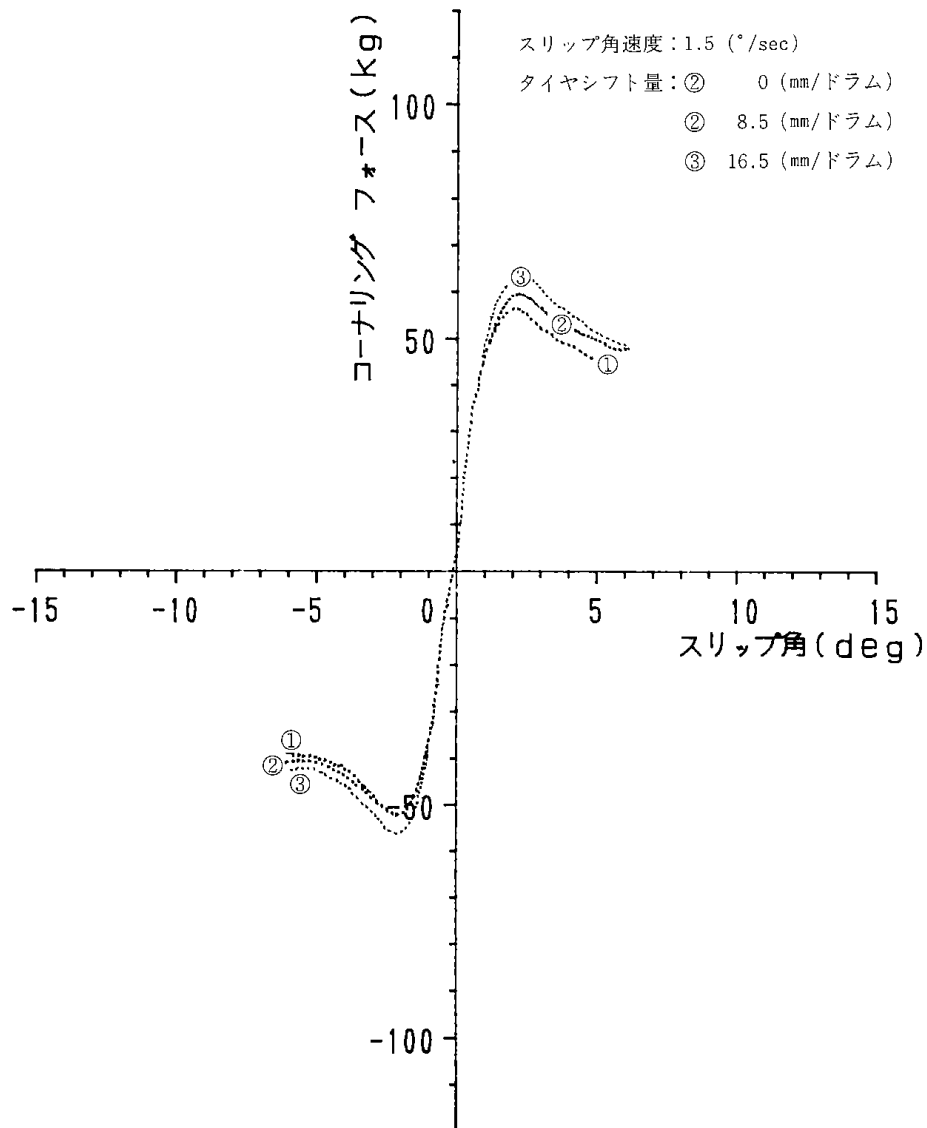 スリップ角速度：1.5 (°/sec)
タイヤシフト量：② 0 (mm/ドラム)
② 8.5 (mm/ドラム)
③ 16.5 (mm/ドラム)
コーナリング フォース(kg)
100
③
②
50
①
-15
-10
-5
0
5
10
15
スリップ角(deg)
①
②
③
-50
-100